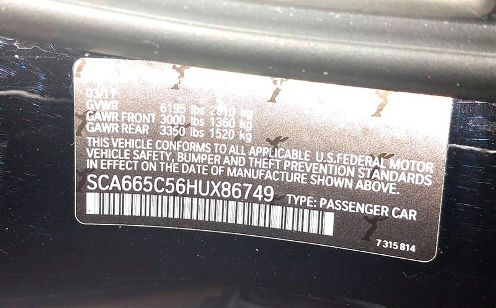 03/17
GVWR 6195 lbs 2810 kg
GAWR FRONT 3000 lbs 1360 kg
GAWR REAR 3350 lbs 1520 kg
THIS VEHICLE CONFORMS TO ALL APPLICABLE U.S.FEDERAL MOTOR
VEHICLE SAFETY, BUMPER AND THEFT PREVENTION STANDARDS
IN EFFECT ON THE DATE OF MANUFACTURE SHOWN ABOVE.
SCA665C56HUX86749 TYPE: PASSENGER CAR
7 315 814